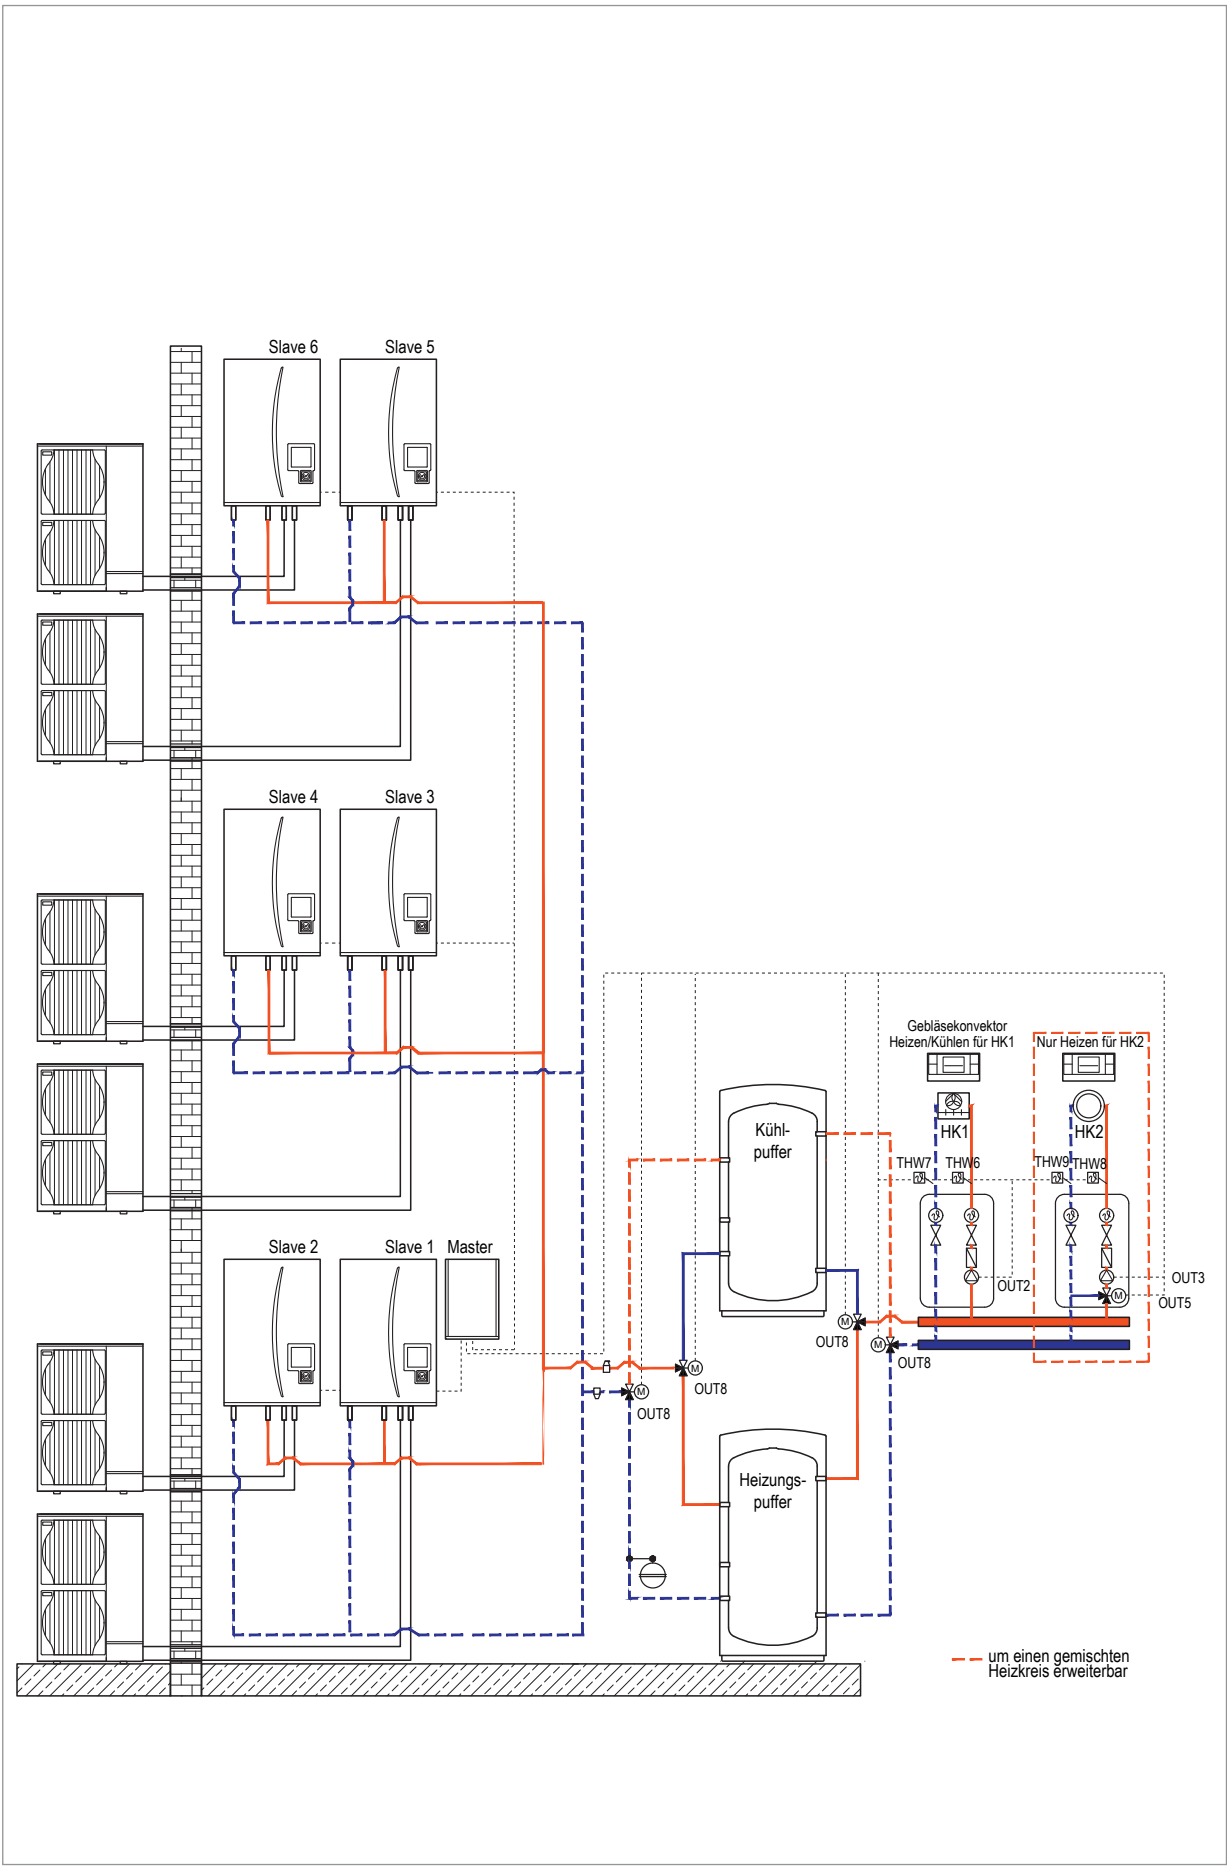 Slave 6
Slave 5
Slave 4
Slave 3
Gebläsekonvektor
Heizen/Kühlen für HK1
Nur Heizen für HK2
HK1
HK2
Kühl-
puffer
THW7
THW6
THW9
THW8
Slave 2
Slave 1
Master
OUT2
OUT3
M
OUT5
M
OUT8
M
OUT8
M
OUT8
M
OUT8
Heizungs-
puffer
um einen gemischten
Heizkreis erweiterbar